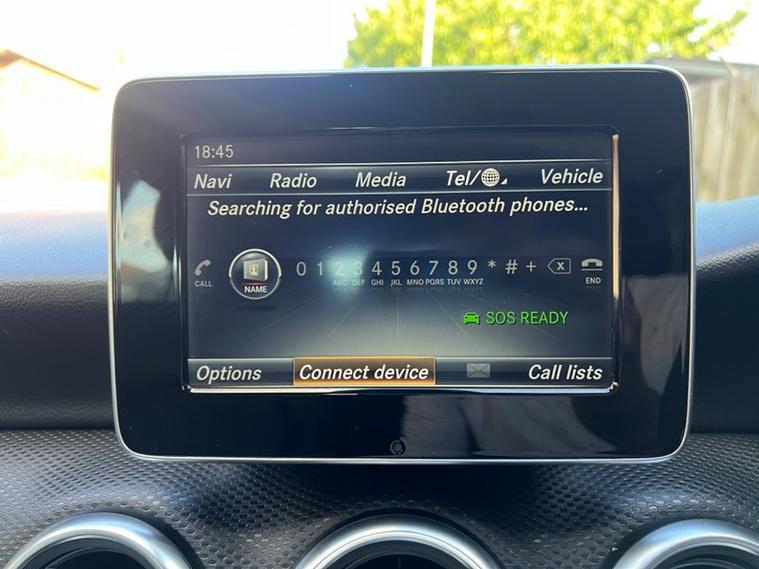 18:45
Navi Radio Media Tel/ Vehicle
Searching for authorised Bluetooth phones...
0 1 2 3 4 5 6 7 8 9 * # + X
CALL NAME ABC DEF GHI JKL MNO PQRS TUV WXYZ END
SOS READY
Options Connect device Call lists